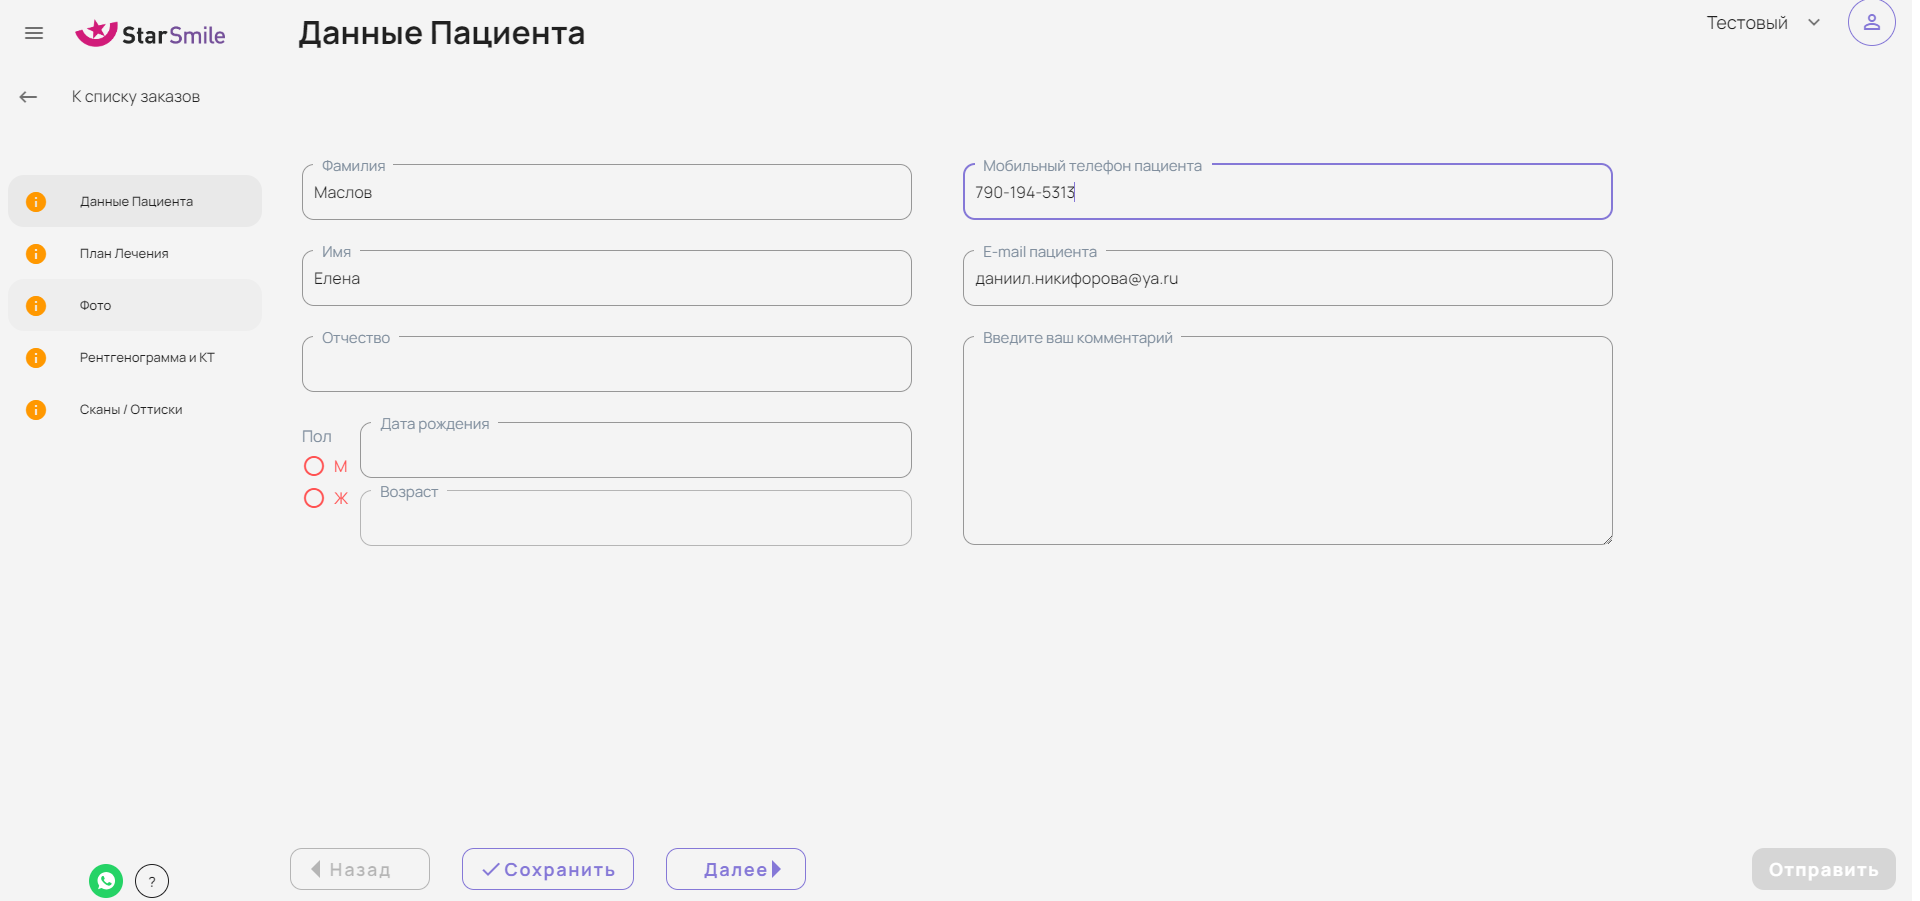 StarSmile
Данные Пациента
Тестовый
К списку заказов
Данные Пациента
План Лечения
Фото
Рентгенограмма и КТ
Сканы / Оттиски
Фамилия
Маслов
Имя
Елена
Отчество
Пол
М
Ж
Дата рождения
Возраст
Мобильный телефон пациента
790-194-5313
E-mail пациента
даниил.никифорова@ya.ru
Введите ваш комментарий
?
Назад
Сохранить
Далее
Отправить